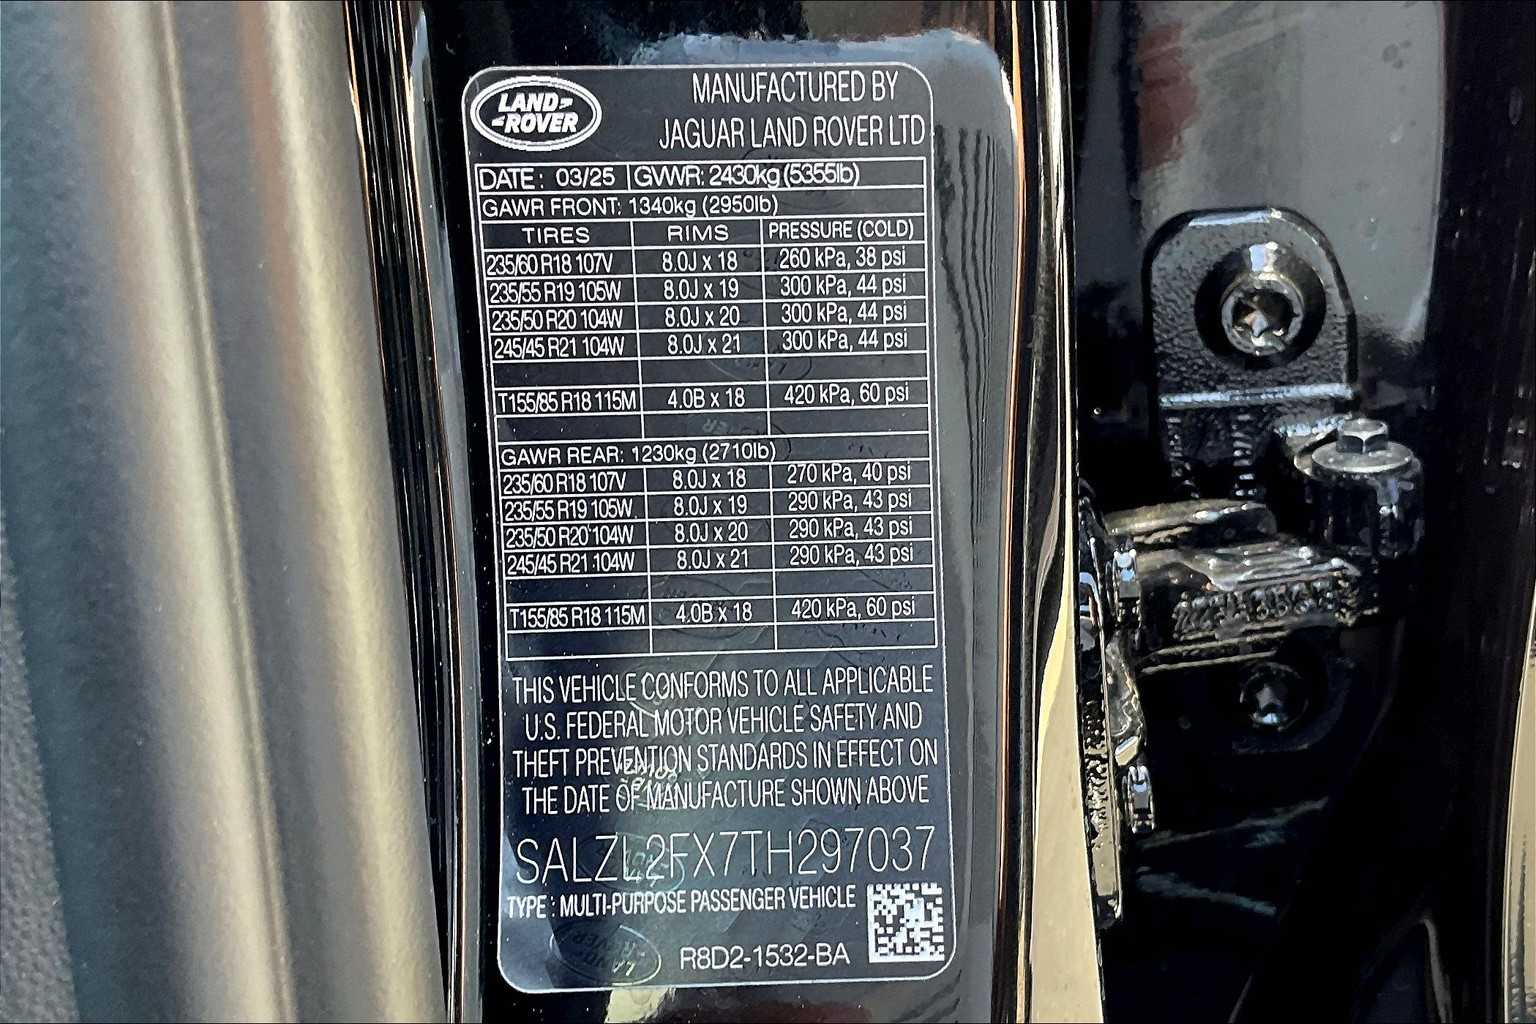 LAND ROVER
MANUFACTURED BY
JAGUAR LAND ROVER LTD
DATE: 03/25 GVWR: 2430kg (5355lb)
GAWR FRONT: 1340kg (2950lb)
TIRES RIMS PRESSURE (COLD)
235/60 R18 107V 8.0J x 18 260 kPa, 38 psi
235/55 R19 105W 8.0J x 19 300 kPa, 44 psi
235/50 R20 104W 8.0J x 20 300 kPa, 44 psi
245/45 R21 104W 8.0J x 21 300 kPa, 44 psi
T155/85 R18 115M 4.0B x 18 420 kPa, 60 psi
GAWR REAR: 1230kg (2710lb)
235/60 R18 107V 8.0J x 18 270 kPa, 40 psi
235/55 R19 105W 8.0J x 19 290 kPa, 43 psi
235/50 R20 104W 8.0J x 20 290 kPa, 43 psi
245/45 R21 104W 8.0J x 21 290 kPa, 43 psi
T155/85 R18 115M 4.0B x 18 420 kPa, 60 psi
THIS VEHICLE CONFORMS TO ALL APPLICABLE
U.S. FEDERAL MOTOR VEHICLE SAFETY AND
THEFT PREVENTION STANDARDS IN EFFECT ON
THE DATE OF MANUFACTURE SHOWN ABOVE
SALZL2FX7TH297037
TYPE : MULTI-PURPOSE PASSENGER VEHICLE
R8D2-1532-BA